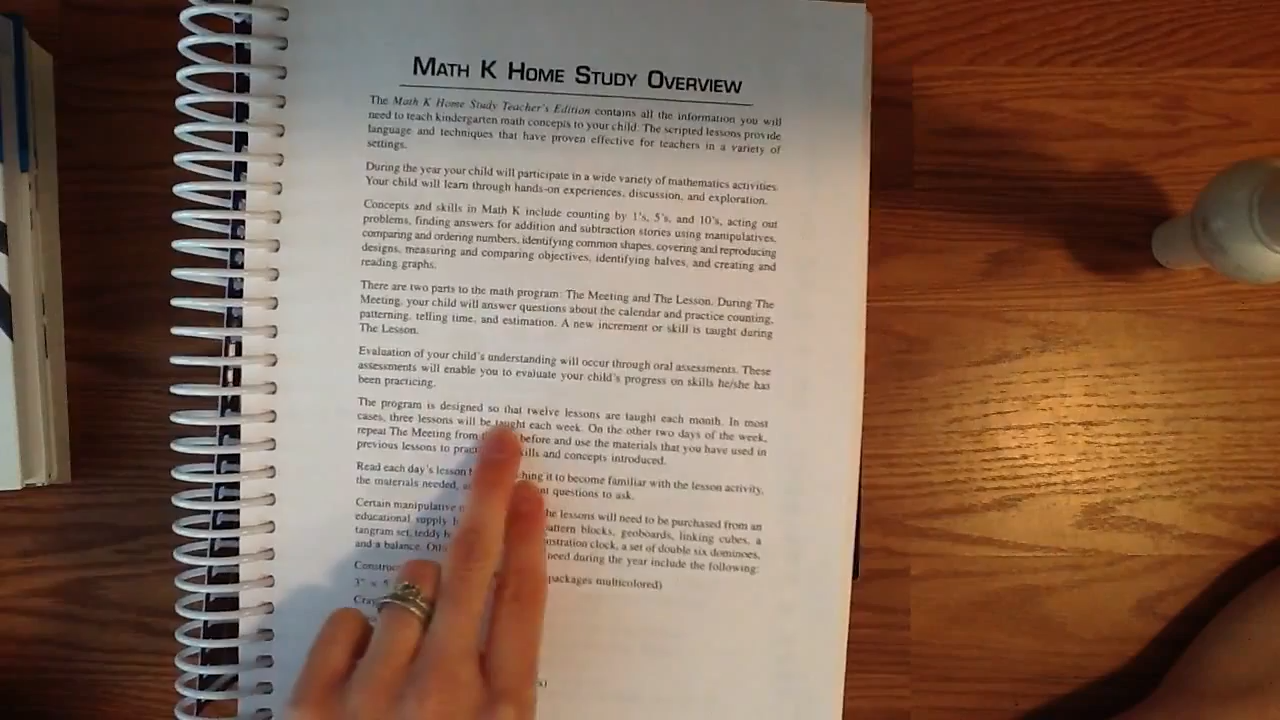 MATH K HOME STUDY OVERVIEW
The Math K Home Study Teacher's Edition contains all the information you will
need to teach kindergarten math concepts to your child. The scripted lessons provide
language and techniques that have proven effective for teachers in a variety of
settings.
During the year your child will participate in a wide variety of mathematics activities.
Your child will learn through hands-on experiences, discussion, and exploration.
Concepts and skills in Math K include counting by 1's, 5's, and 10's, acting out
problems, finding answers for addition and subtraction stories using manipulatives,
comparing and ordering numbers, identifying common shapes, covering and reproducing
designs, measuring and comparing objectives, identifying halves, and creating and
reading graphs.
There are two parts to the math program: The Meeting and The Lesson. During The
Meeting, your child will answer questions about the calendar and practice counting,
patterning, telling time, and estimation. A new increment or skill is taught during
The Lesson.
Evaluation of your child's understanding will occur through oral assessments. These
assessments will enable you to evaluate your child's progress on skills he/she has
been practicing.
The program is designed so that twelve lessons are taught each month. In most
cases, three lessons will be taught each week. On the other two days of the week,
repeat The Meeting from before and use the materials that you have used in
previous lessons to skills and concepts introduced.
Read each day's lesson it to become familiar with the lesson activity,
the materials needed, questions to ask.
Certain manipulative lessons will need to be purchased from an
educational supply pattern blocks, geoboards, linking cubes, a
tangram set, teddy clock, a set of double six dominoes,
and a balance. need during the year include the following:
packages multicolored)